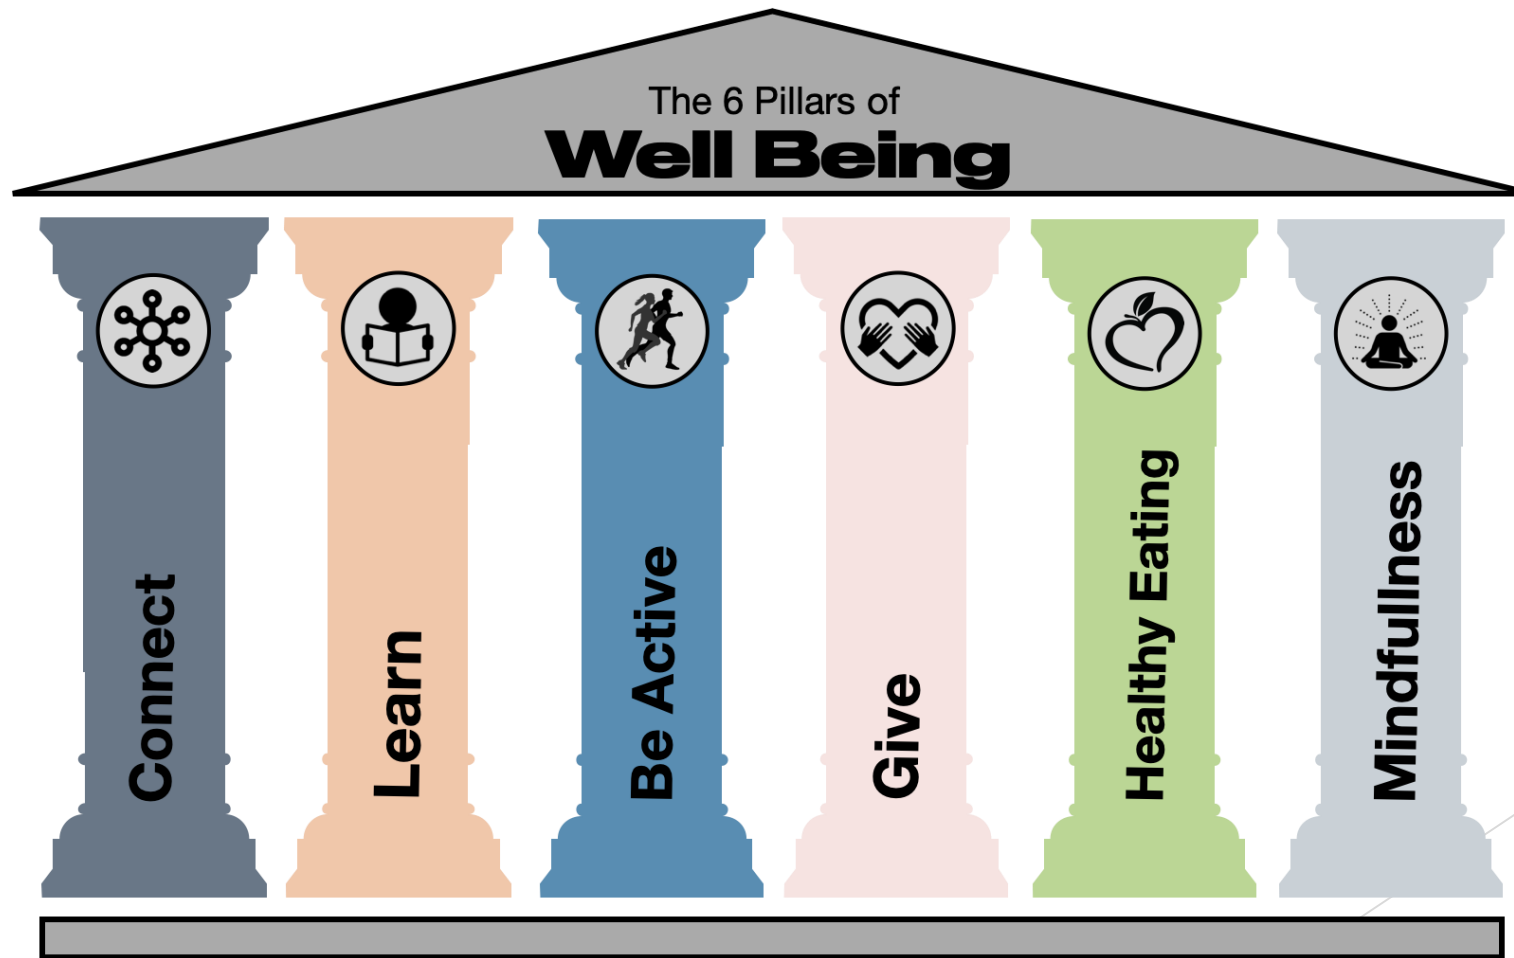 The 6 Pillars of
Well Being
Connect
Learn
Be Active
Give
Healthy Eating
Mindfullness